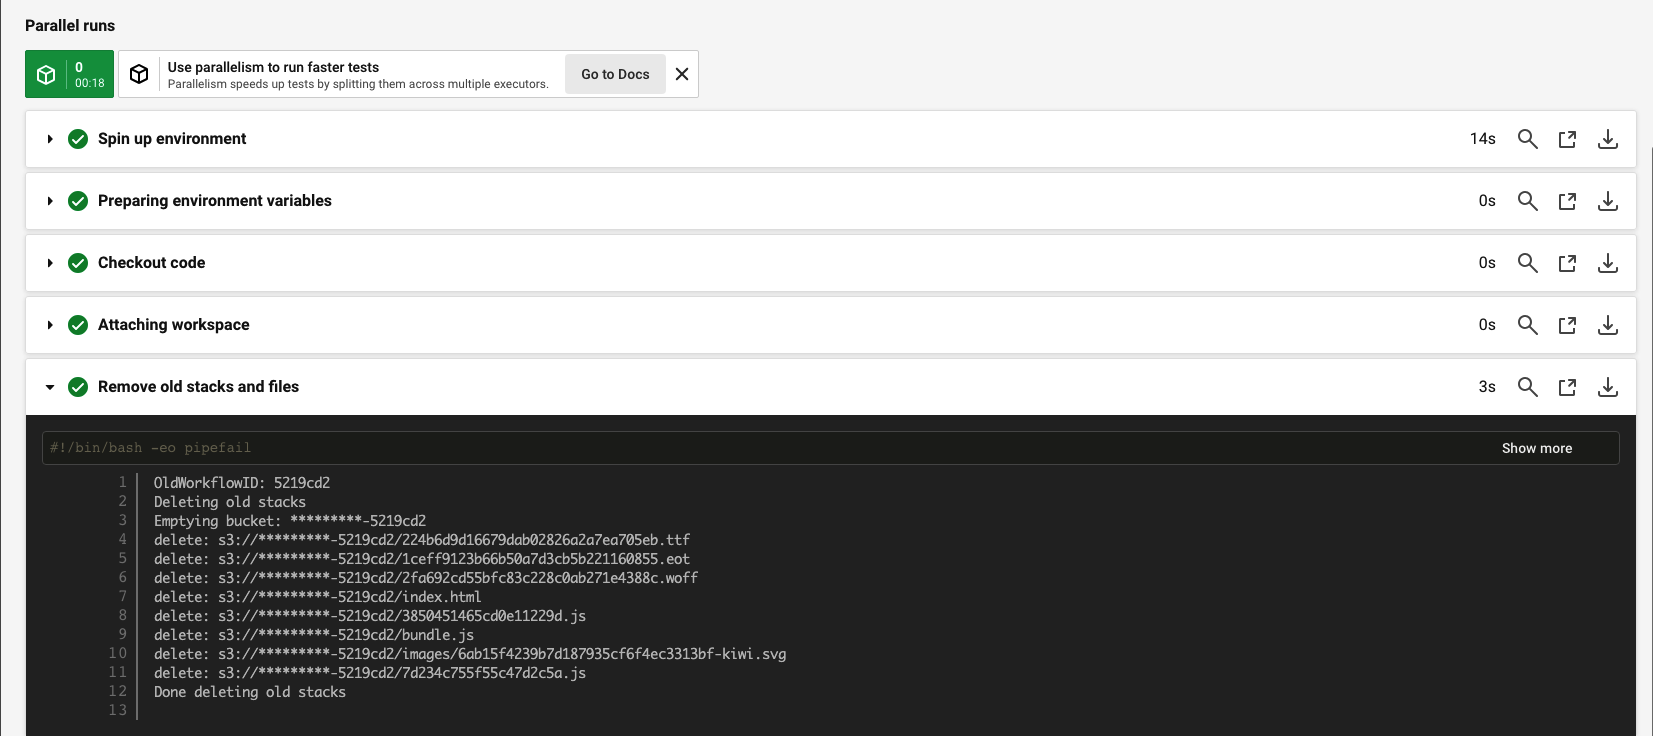 Parallel runs
0
00:18
Use parallelism to run faster tests
Parallelism speeds up tests by splitting them across multiple executors.
Go to Docs
Spin up environment 14s
Preparing environment variables 0s
Checkout code 0s
Attaching workspace 0s
Remove old stacks and files 3s
#!/bin/bash -eo pipefail Show more
1 OldWorkflowID: 5219cd2
2 Deleting old stacks
3 Emptying bucket: *********-5219cd2
4 delete: s3://*********-5219cd2/224b6d9d16679dab02826a2a7ea705eb.ttf
5 delete: s3://*********-5219cd2/1ceff9123b66b50a7d3cb5b221160855.eot
6 delete: s3://*********-5219cd2/2fa692cd55bfc83c228c0ab271e4388c.woff
7 delete: s3://*********-5219cd2/index.html
8 delete: s3://*********-5219cd2/3850451465cd0e11229d.js
9 delete: s3://*********-5219cd2/bundle.js
10 delete: s3://*********-5219cd2/images/6ab15f4239b7d187935cf6f4ec3313bf-kiwi.svg
11 delete: s3://*********-5219cd2/7d234c755f55c47d2c5a.js
12 Done deleting old stacks
13